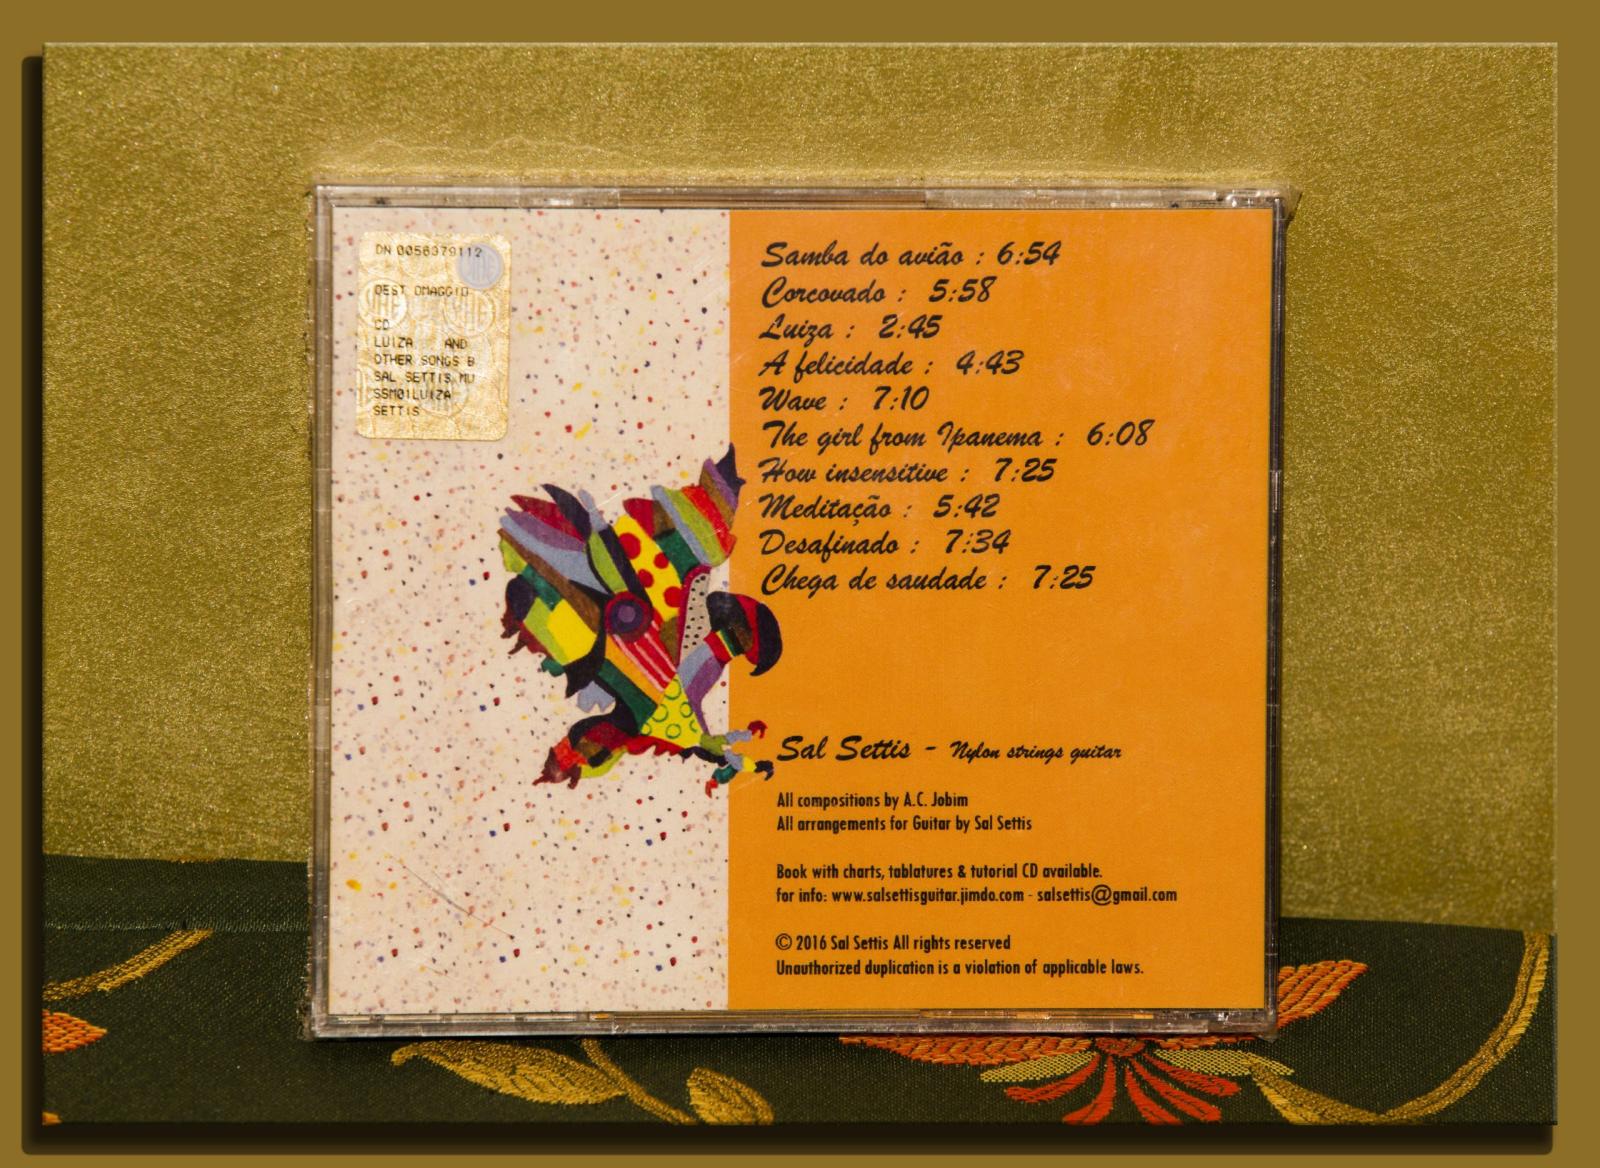 DN 0056379112
DEST OMAGGIO
CD
LUIZA AND
OTHER SONGS B
SAL SETTIS MU
SSM01LUIZA
SETTIS
Samba do avião : 6:54
Corcovado : 5:58
Luiza : 2:45
A felicidade : 4:43
Wave : 7:10
The girl from Ipanema : 6:08
How insensitive : 7:25
Meditação : 5:42
Desafinado : 7:34
Chega de saudade : 7:25
Sal Settis - Nylon strings guitar
All compositions by A.C. Jobim
All arrangements for Guitar by Sal Settis
Book with charts, tablatures & tutorial CD available.
for info: www.salsettisguitar.jimdo.com - salsettis@gmail.com
© 2016 Sal Settis All rights reserved
Unauthorized duplication is a violation of applicable laws.